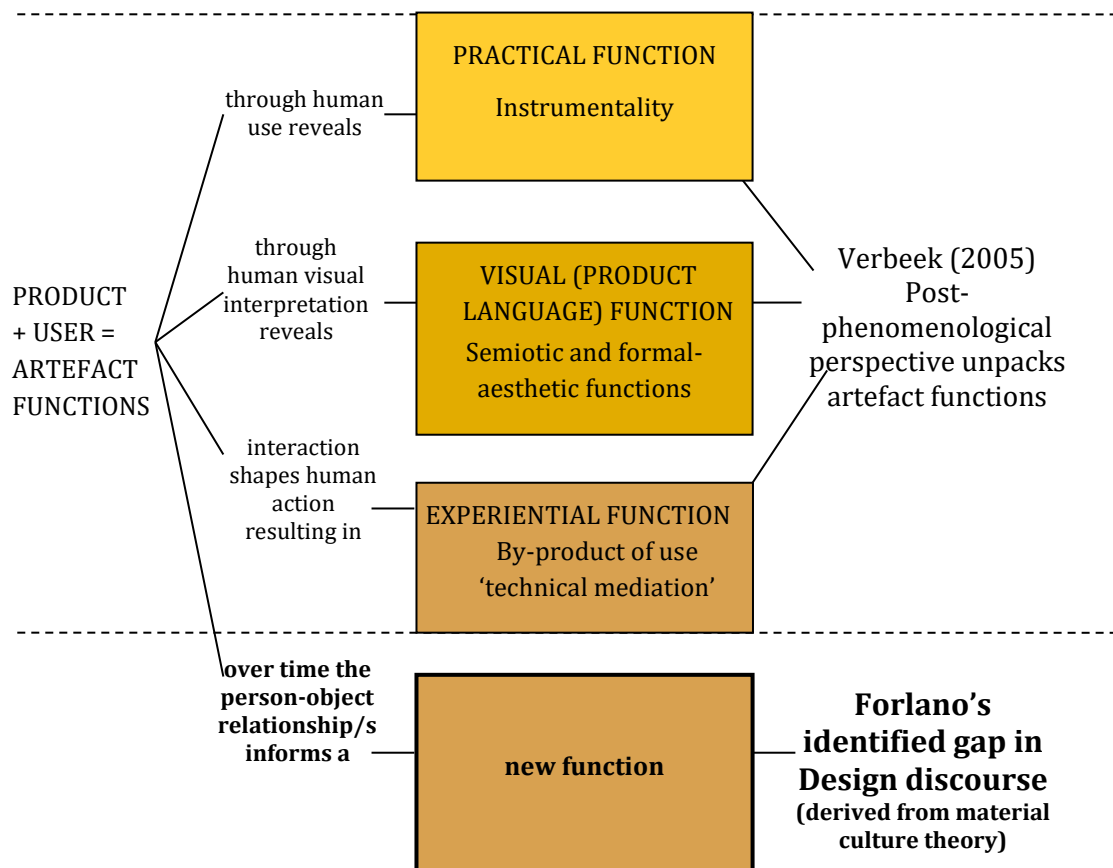 PRODUCT
+ USER =
ARTEFACT
FUNCTIONS
through human
use reveals
PRACTICAL FUNCTION
Instrumentality
through
human visual
interpretation
reveals
VISUAL (PRODUCT
LANGUAGE) FUNCTION
Semiotic and formal-
aesthetic functions
interaction
shapes human
action
resulting in
EXPERIENTIAL FUNCTION
By-product of use
‘technical mediation’
Verbeek (2005)
Post-
phenomenological
perspective unpacks
artefact functions
over time the
person-object
relationship/s
informs a
new function
Forlano’s
identified gap in
Design discourse
(derived from material
culture theory)